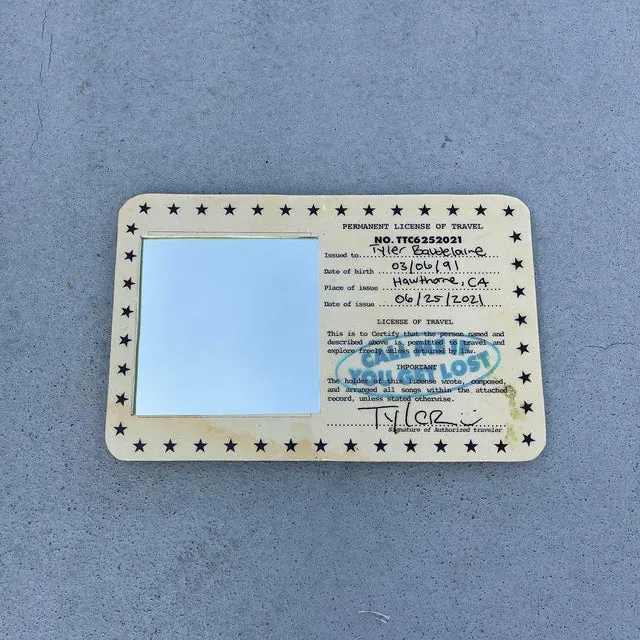 PERMANENT LICENSE OF TRAVEL
NO. TTC6252021
Issued to Tyler Baudelaire
Date of birth 03/06/91
Place of issue Hawthorne, CA
Date of issue 06/25/2021
LICENSE OF TRAVEL
This is to Certify that the person named and
described above is permitted to travel and
explore freely unless detained by law.
CALL ME IF
YOU GET LOST
IMPORTANT
The holder of this license wrote, composed,
and arranged all songs within the attached
record, unless stated otherwise.
TYLER
Signature of Authorized traveler